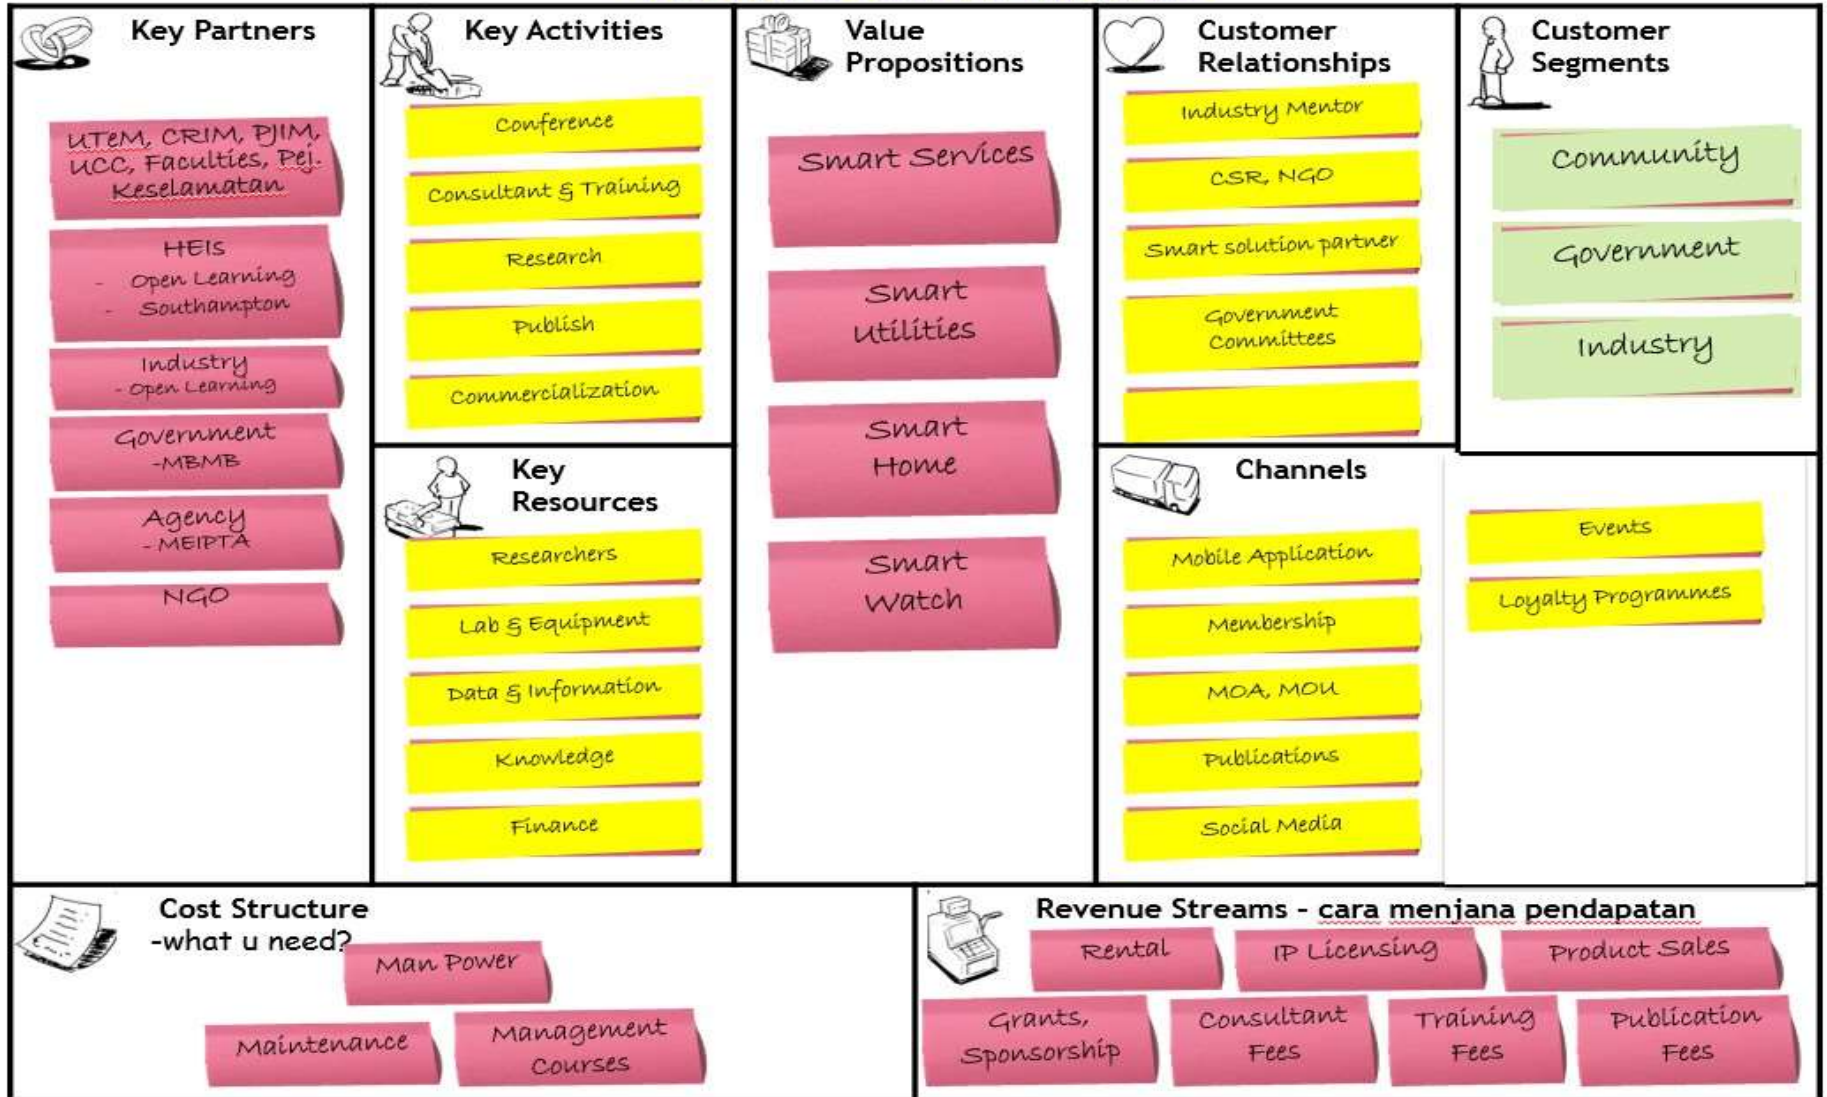 Key Partners
UTeM, CRIM, PJIM,
UCC, Faculties, Pej.
Keselamatan
HEIs
- Open Learning
- Southampton
Industry
- Open Learning
Government
-MBMB
Agency
- MEIPTA
NGO
Key Activities
Conference
Consultant & Training
Research
Publish
Commercialization
Key
Resources
Researchers
Lab & Equipment
Data & Information
Knowledge
Finance
Value
Propositions
Smart Services
Smart
Utilities
Smart
Home
Smart
Watch
Customer
Relationships
Industry Mentor
CSR, NGO
Smart solution partner
Government
Committees
Channels
Mobile Application
Membership
MOA, MOU
Publications
Social Media
Events
Loyalty Programmes
Customer
Segments
Community
Government
Industry
Cost Structure
-what u need?
Man Power
Maintenance
Management
Courses
Revenue Streams - cara menjana pendapatan
Rental
IP Licensing
Product Sales
Grants,
Sponsorship
Consultant
Fees
Training
Fees
Publication
Fees